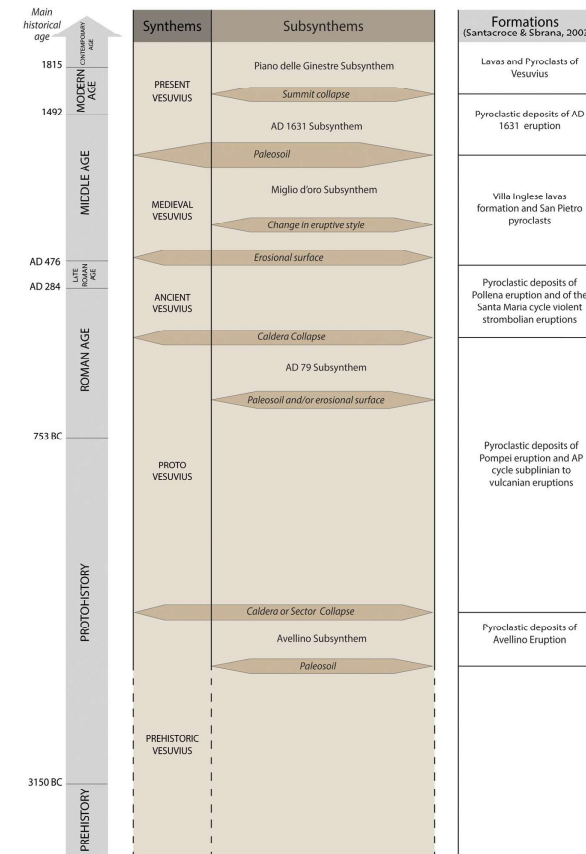 Main
historical
age
CONTEMPORARY
AGE
1815
MODERN
AGE
1492
MIDDLE AGE
AD 476
LATE
ROMAN
AGE
AD 284
ROMAN AGE
753 BC
PROTOHISTORY
3150 BC
PREHISTORY
Synthems
PRESENT
VESUVIUS
MEDIEVAL
VESUVIUS
ANCIENT
VESUVIUS
PROTO
VESUVIUS
PREHISTORIC
VESUVIUS
Subsynthems
Piano delle Ginestre Subsynthem
Summit collapse
AD 1631 Subsynthem
Paleosoil
Miglio d'oro Subsynthem
Change in eruptive style
Erosional surface
Caldera Collapse
AD 79 Subsynthem
Paleosoil and/or erosional surface
Caldera or Sector Collapse
Avellino Subsynthem
Paleosoil
Formations
(Santacroce & Sbrana, 2003
Lavas and Pyroclasts of
Vesuvius
Pyroclastic deposits of AD
1631 eruption
Villa Inglese lavas
formation and San Pietro
pyroclasts
Pyroclastic deposits of
Pollena eruption and of the
Santa Maria cycle violent
strombolian eruptions
Pyroclastic deposits of
Pompei eruption and AP
cycle subplinian to
vulcanian eruptions
Pyroclastic deposits of
Avellino Eruption